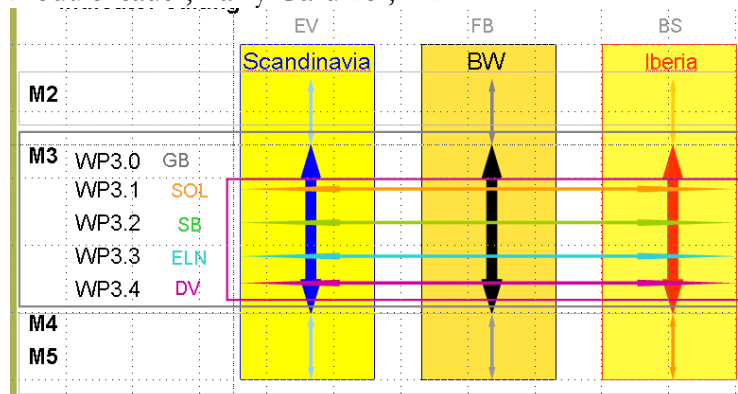 EV FB BS
Scandinavia BW Iberia
M2
M3 WP3.0 GB
WP3.1 SOL
WP3.2 SB
WP3.3 ELN
WP3.4 DV
M4
M5